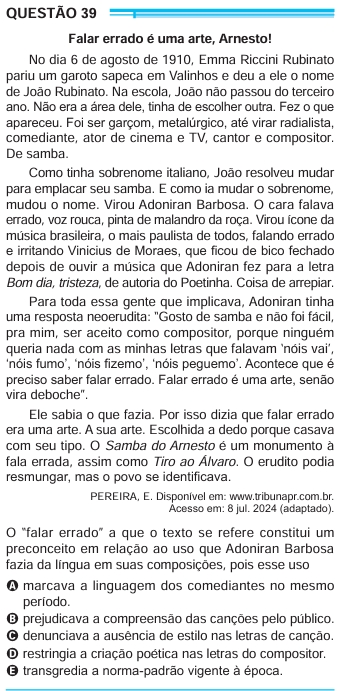 QUESTÃO 39
Falar errado é uma arte, Arnesto!
No dia 6 de agosto de 1910, Emma Riccini Rubinato
pariu um garoto sapeca em Valinhos e deu a ele o nome
de João Rubinato. Na escola, João não passou do terceiro
ano. Não era a área dele, tinha de escolher outra. Fez o que
apareceu. Foi ser garçom, metalúrgico, até virar radialista,
comediante, ator de cinema e TV, cantor e compositor.
De samba.
Como tinha sobrenome italiano, João resolveu mudar
para emplacar seu samba. E como ia mudar o sobrenome,
mudou o nome. Virou Adoniran Barbosa. O cara falava
errado, voz rouca, pinta de malandro da roça. Virou ícone da
música brasileira, o mais paulista de todos, falando errado
e irritando Vinicius de Moraes, que ficou de bico fechado
depois de ouvir a música que Adoniran fez para a letra
Bom dia, tristeza, de autoria do Poetinha. Coisa de arrepiar.
Para toda essa gente que implicava, Adoniran tinha
uma resposta neoerudita: “Gosto de samba e não foi fácil,
pra mim, ser aceito como compositor, porque ninguém
queria nada com as minhas letras que falavam ‘nóis vai’,
‘nóis fumo’, ‘nóis fizemo’, ‘nóis peguemo’. Acontece que é
preciso saber falar errado. Falar errado é uma arte, senão
vira deboche”.
Ele sabia o que fazia. Por isso dizia que falar errado
era uma arte. A sua arte. Escolhida a dedo porque casava
com seu tipo. O Samba do Arnesto é um monumento à
fala errada, assim como Tiro ao Álvaro. O erudito podia
resmungar, mas o povo se identificava.
PEREIRA, E. Disponível em: www.tribunapr.com.br.
Acesso em: 8 jul. 2024 (adaptado).
O “falar errado” a que o texto se refere constitui um
preconceito em relação ao uso que Adoniran Barbosa
fazia da língua em suas composições, pois esse uso
A marcava a linguagem dos comediantes no mesmo
período.
B prejudicava a compreensão das canções pelo público.
C denunciava a ausência de estilo nas letras de canção.
D restringia a criação poética nas letras do compositor.
E transgredia a norma-padrão vigente à época.